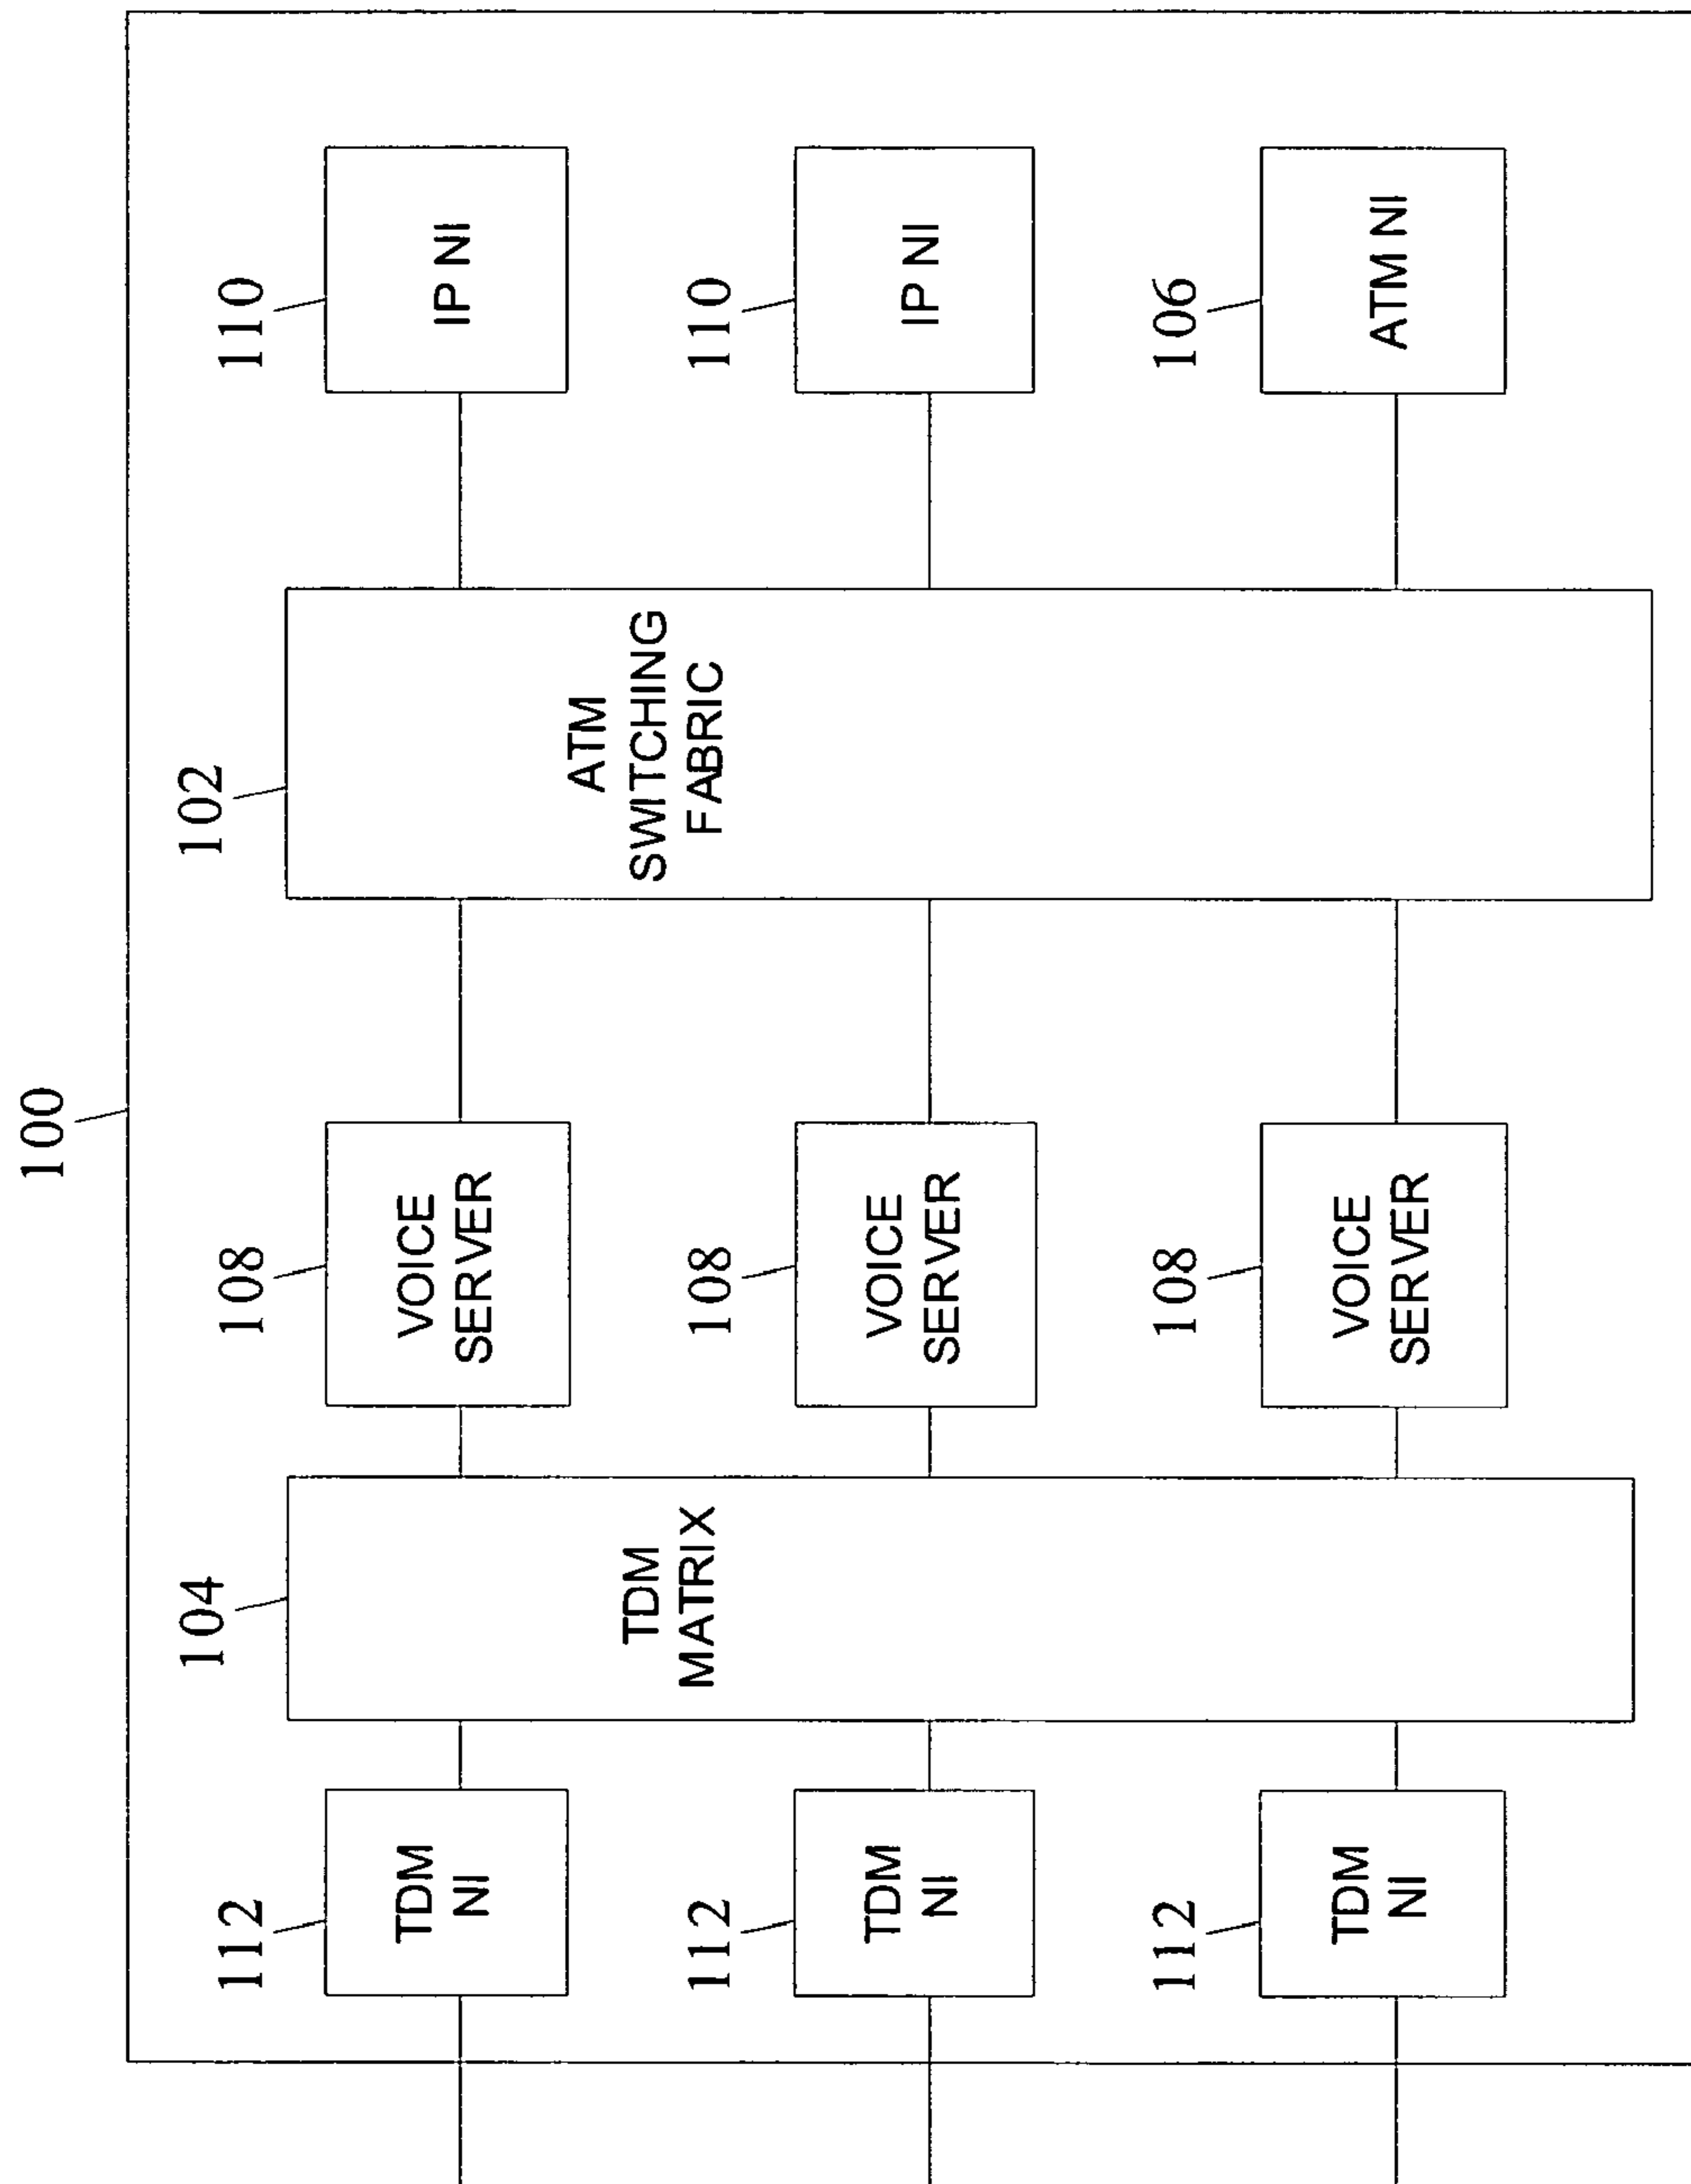 100
104
102
112
TDM
NI
108
VOICE
SERVER
110
IP NI
TDM
MATRIX
ATM
SWITCHING
FABRIC
112
TDM
NI
108
VOICE
SERVER
110
IP NI
112
TDM
NI
108
VOICE
SERVER
106
ATM NI